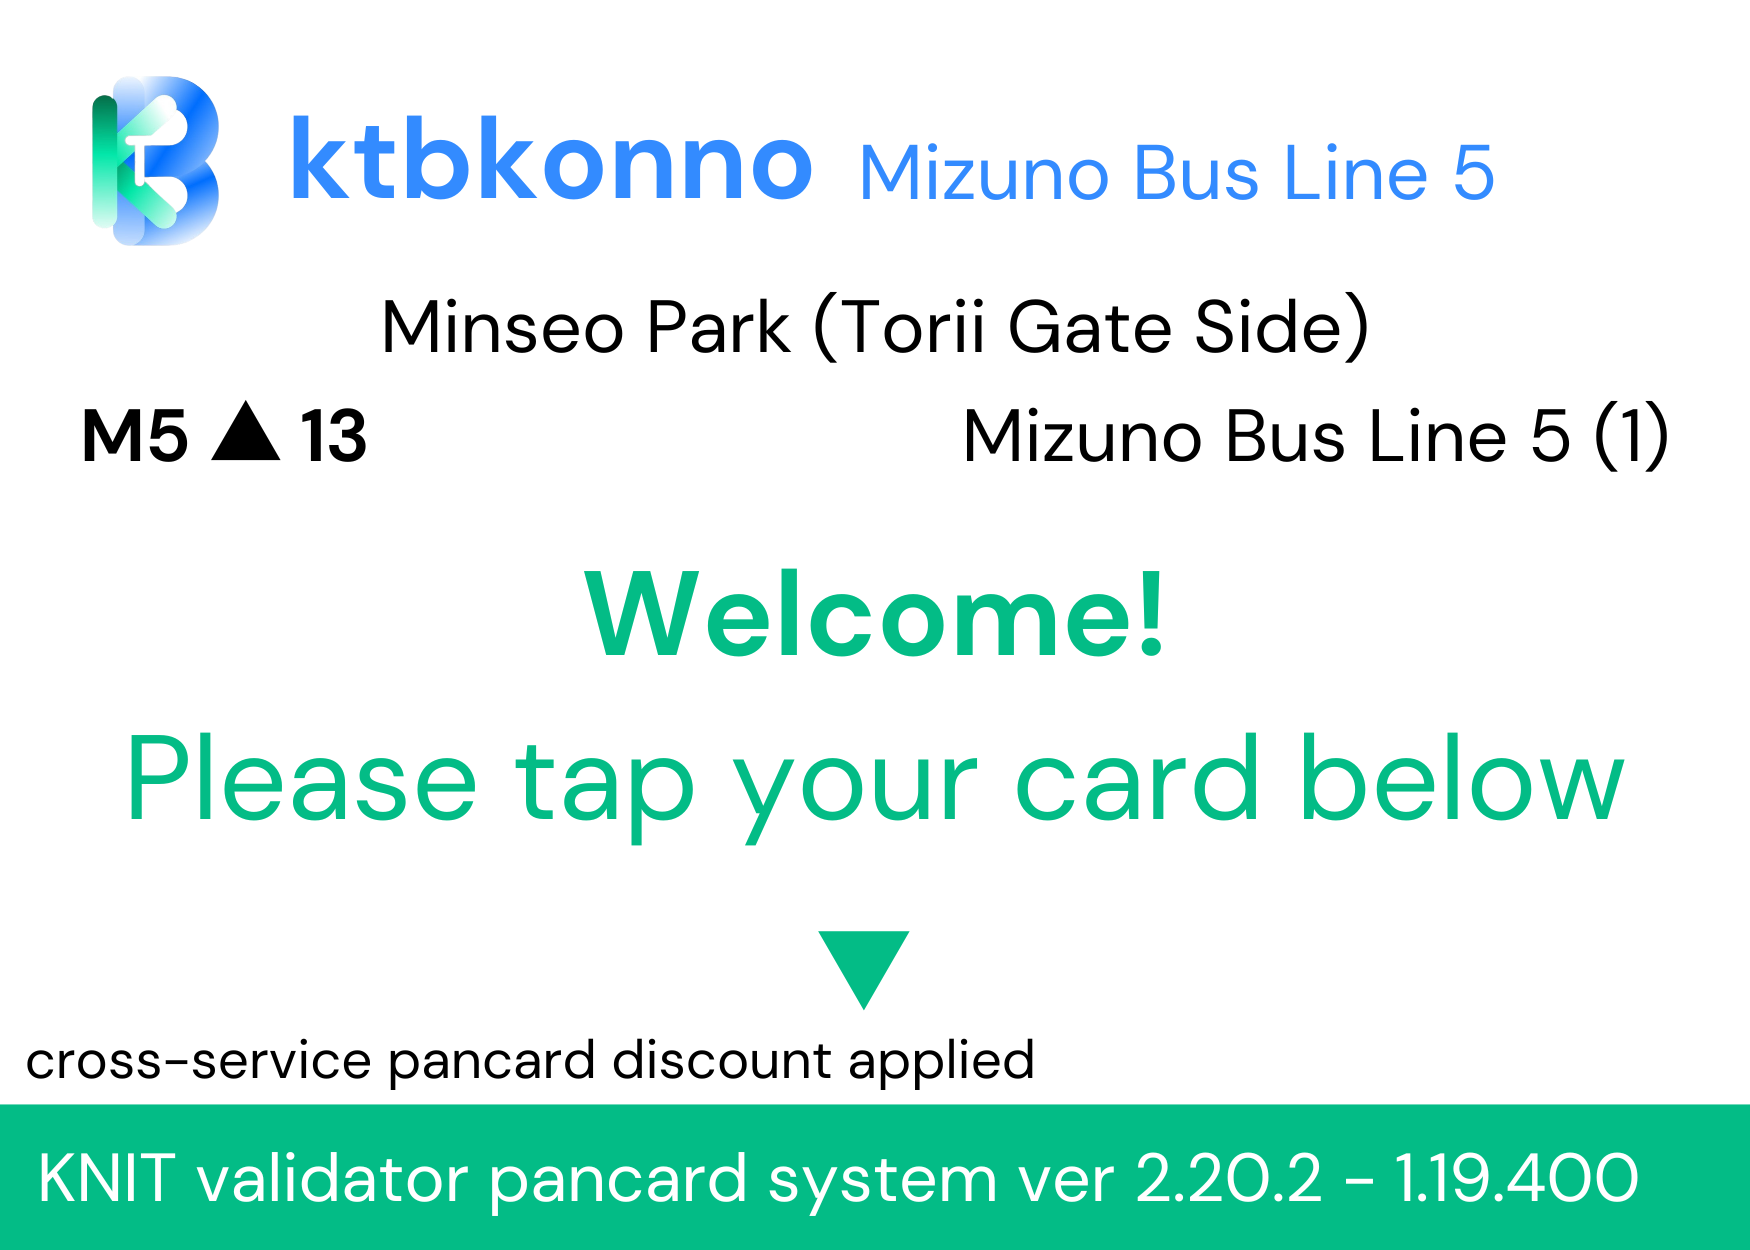 ktbkonno Mizuno Bus Line 5
Minseo Park (Torii Gate Side)
M5 ▲ 13 Mizuno Bus Line 5 (1)
Welcome!
Please tap your card below
▼
cross-service pancard discount applied
KNIT validator pancard system ver 2.20.2 - 1.19.400